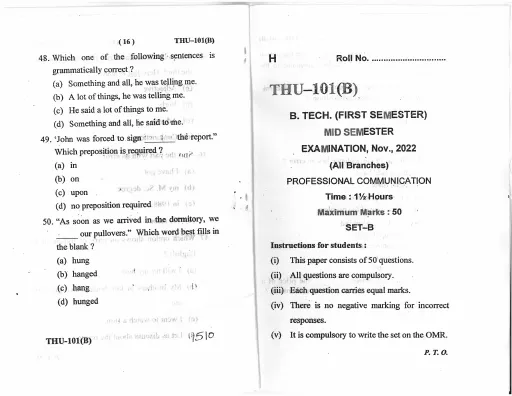 ( 16 ) THU-101(B)
48. Which one of the following sentences is
grammatically correct ?
(a) Something and all, he was telling me.
(b) A lot of things, he was telling me.
(c) He said a lot of things to me.
(d) Something and all, he said to me.
49. 'John was forced to sign ______ the report."
Which preposition is required ?
(a) in
(b) on
(c) upon
(d) no preposition required
50. "As soon as we arrived in the dormitory, we
______ our pullovers." Which word best fills in
the blank ?
(a) hung
(b) hanged
(c) hang
(d) hunged
THU-101(B) 19510
H Roll No. ..............................
THU-101(B)
B. TECH. (FIRST SEMESTER)
MID SEMESTER
EXAMINATION, Nov., 2022
(All Branches)
PROFESSIONAL COMMUNICATION
Time : 1½ Hours
Maximum Marks : 50
SET-B
Instructions for students :
(i) This paper consists of 50 questions.
(ii) All questions are compulsory.
(iii) Each question carries equal marks.
(iv) There is no negative marking for incorrect
responses.
(v) It is compulsory to write the set on the OMR.
P. T. O.